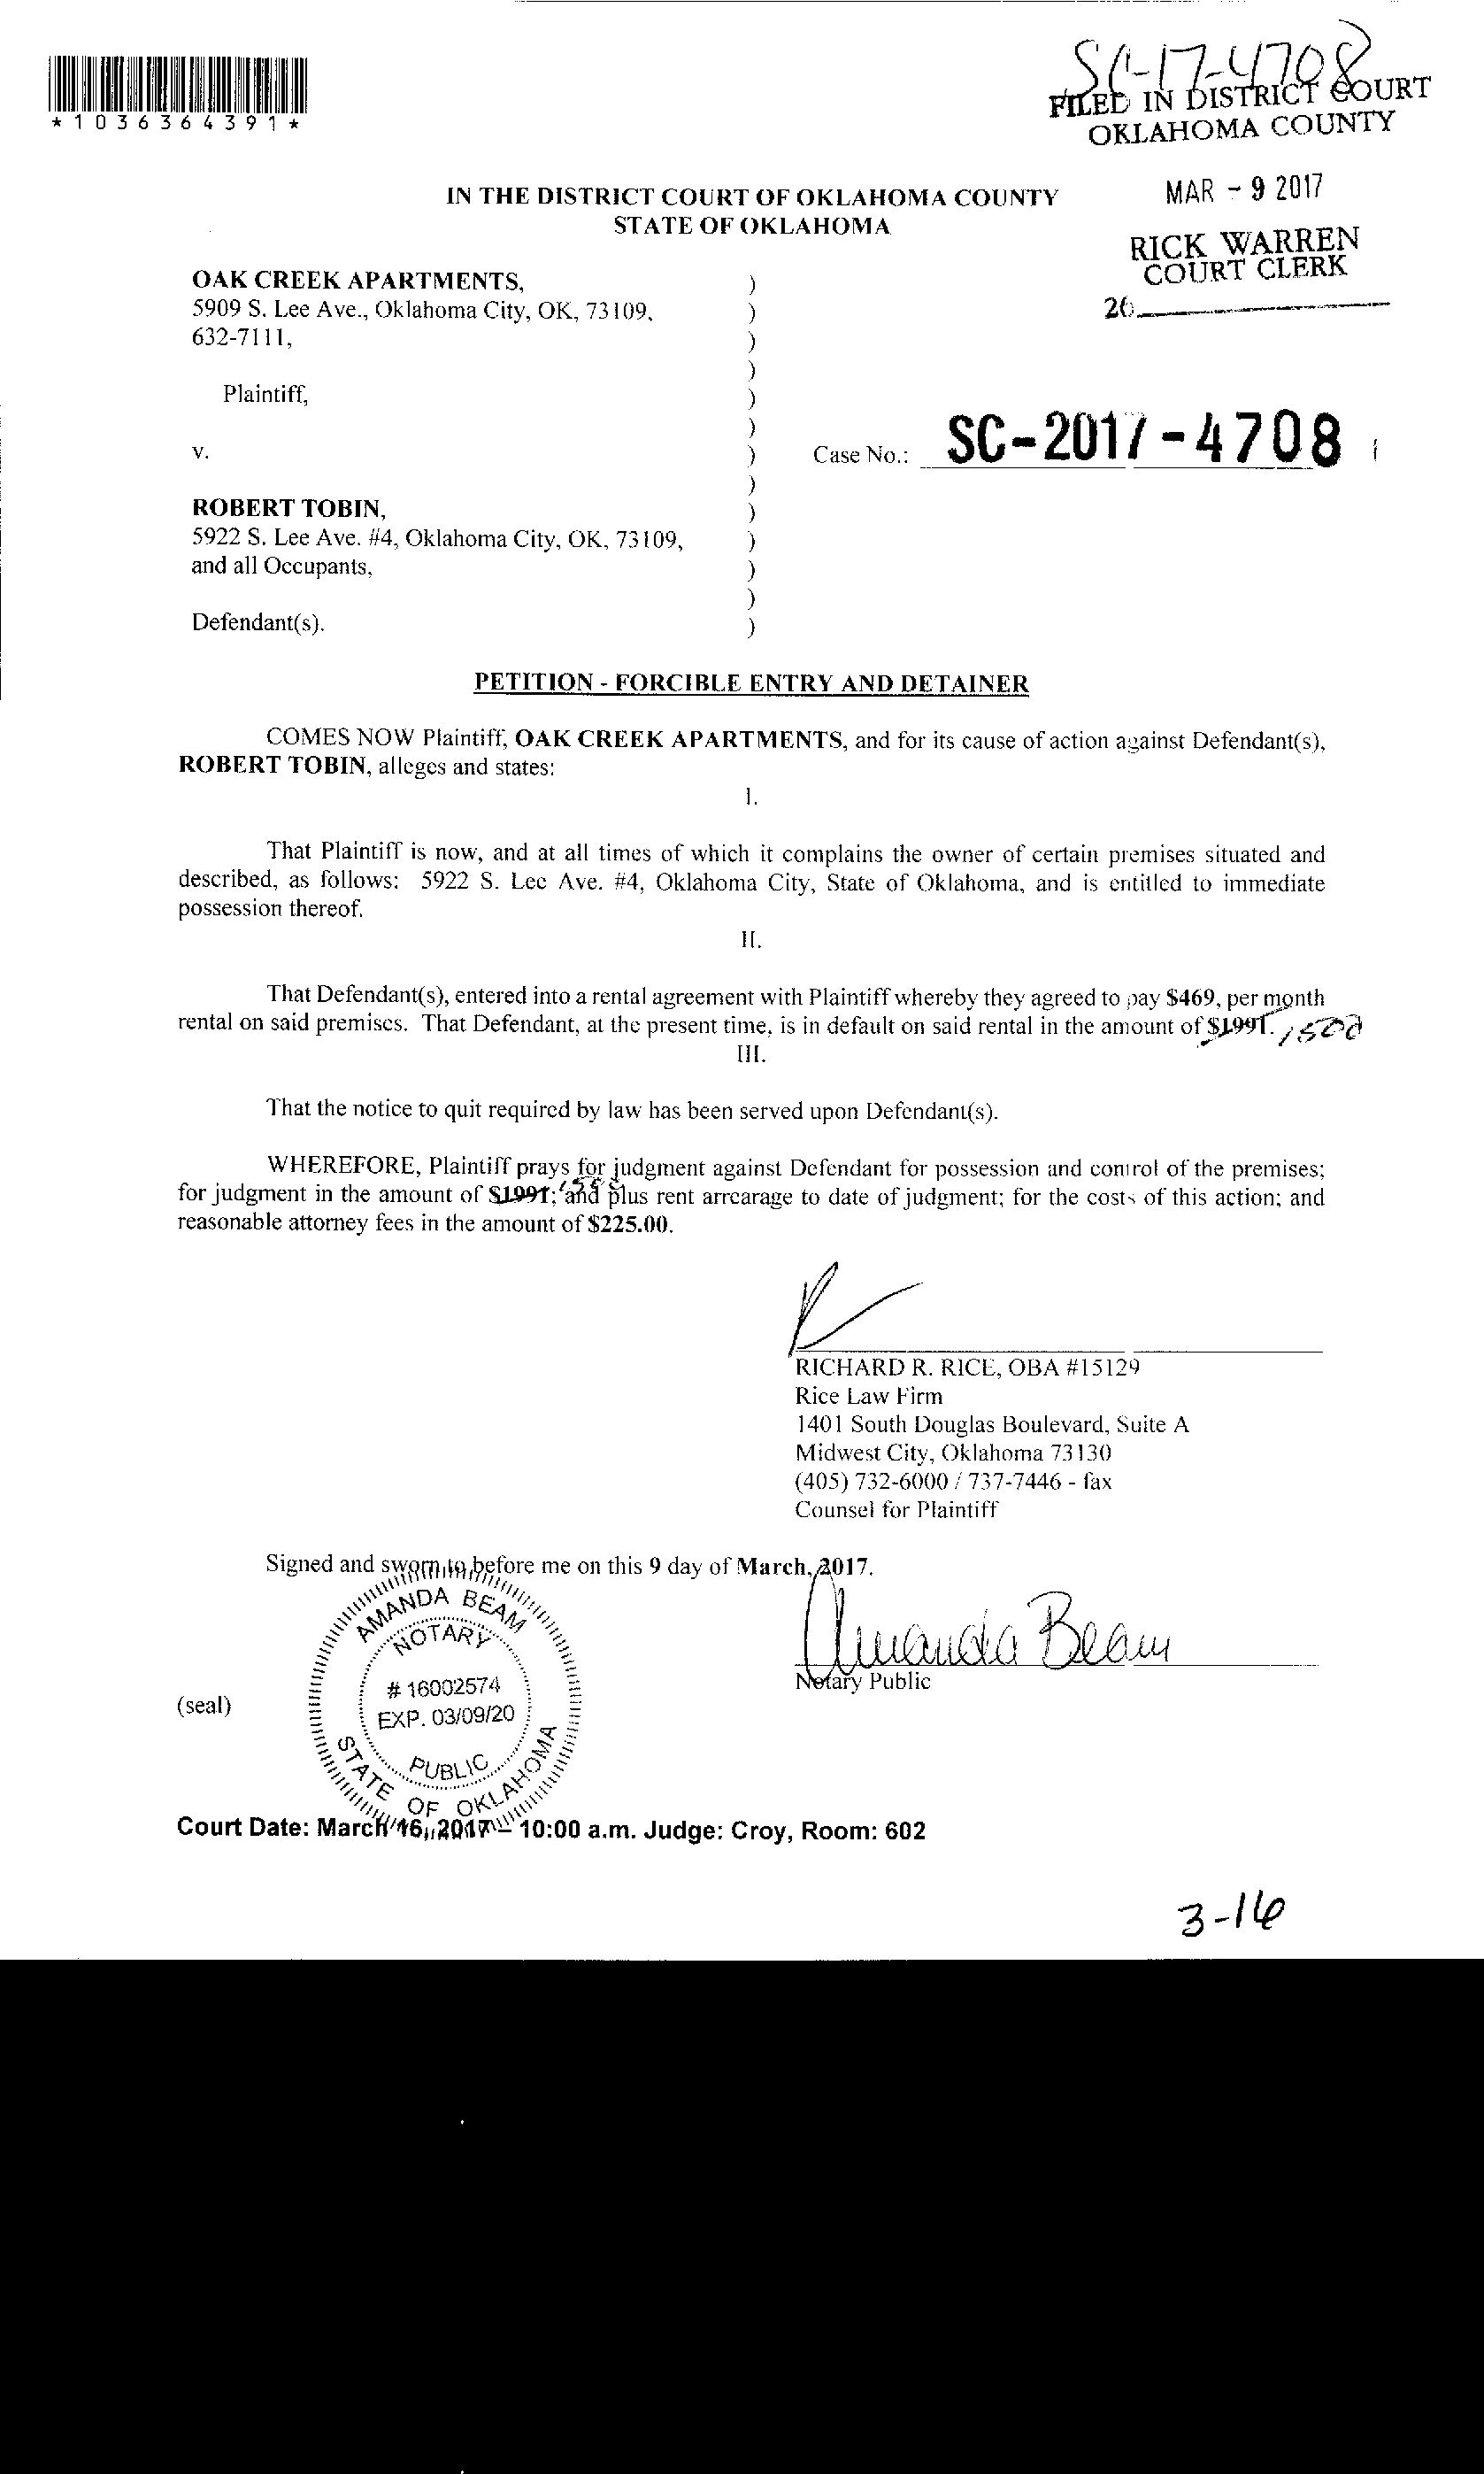 SC-17-4708
FILED IN DISTRICT COURT
OKLAHOMA COUNTY
*1036364391*
MAR - 9 2017
RICK WARREN
COURT CLERK
IN THE DISTRICT COURT OF OKLAHOMA COUNTY
STATE OF OKLAHOMA
OAK CREEK APARTMENTS, )
5909 S. Lee Ave., Oklahoma City, OK, 73109, )
632-7111, )
)
Plaintiff, )
)
v. ) Case No.: SC-2017-4708
)
ROBERT TOBIN, )
5922 S. Lee Ave. #4, Oklahoma City, OK, 73109, )
and all Occupants, )
)
Defendant(s). )
PETITION - FORCIBLE ENTRY AND DETAINER
COMES NOW Plaintiff, OAK CREEK APARTMENTS, and for its cause of action against Defendant(s),
ROBERT TOBIN, alleges and states:
I.
That Plaintiff is now, and at all times of which it complains the owner of certain premises situated and
described, as follows: 5922 S. Lee Ave. #4, Oklahoma City, State of Oklahoma, and is entitled to immediate
possession thereof.
II.
That Defendant(s), entered into a rental agreement with Plaintiff whereby they agreed to pay $469, per month
rental on said premises. That Defendant, at the present time, is in default on said rental in the amount of $1991. 1500
III.
That the notice to quit required by law has been served upon Defendant(s).
WHEREFORE, Plaintiff prays for judgment against Defendant for possession and control of the premises;
for judgment in the amount of $1991; and plus rent arrearage to date of judgment; for the costs of this action; and
reasonable attorney fees in the amount of $225.00.
RICHARD R. RICE, OBA #15129
Rice Law Firm
1401 South Douglas Boulevard, Suite A
Midwest City, Oklahoma 73130
(405) 732-6000 / 737-7446 - fax
Counsel for Plaintiff
Signed and sworn to before me on this 9 day of March, 2017.
Amanda Beam
Notary Public
(seal)
AMANDA BEAM
NOTARY
# 16002574
EXP. 03/09/20
PUBLIC
STATE OF OKLAHOMA
Court Date: March 16, 2017 - 10:00 a.m. Judge: Croy, Room: 602
3-16